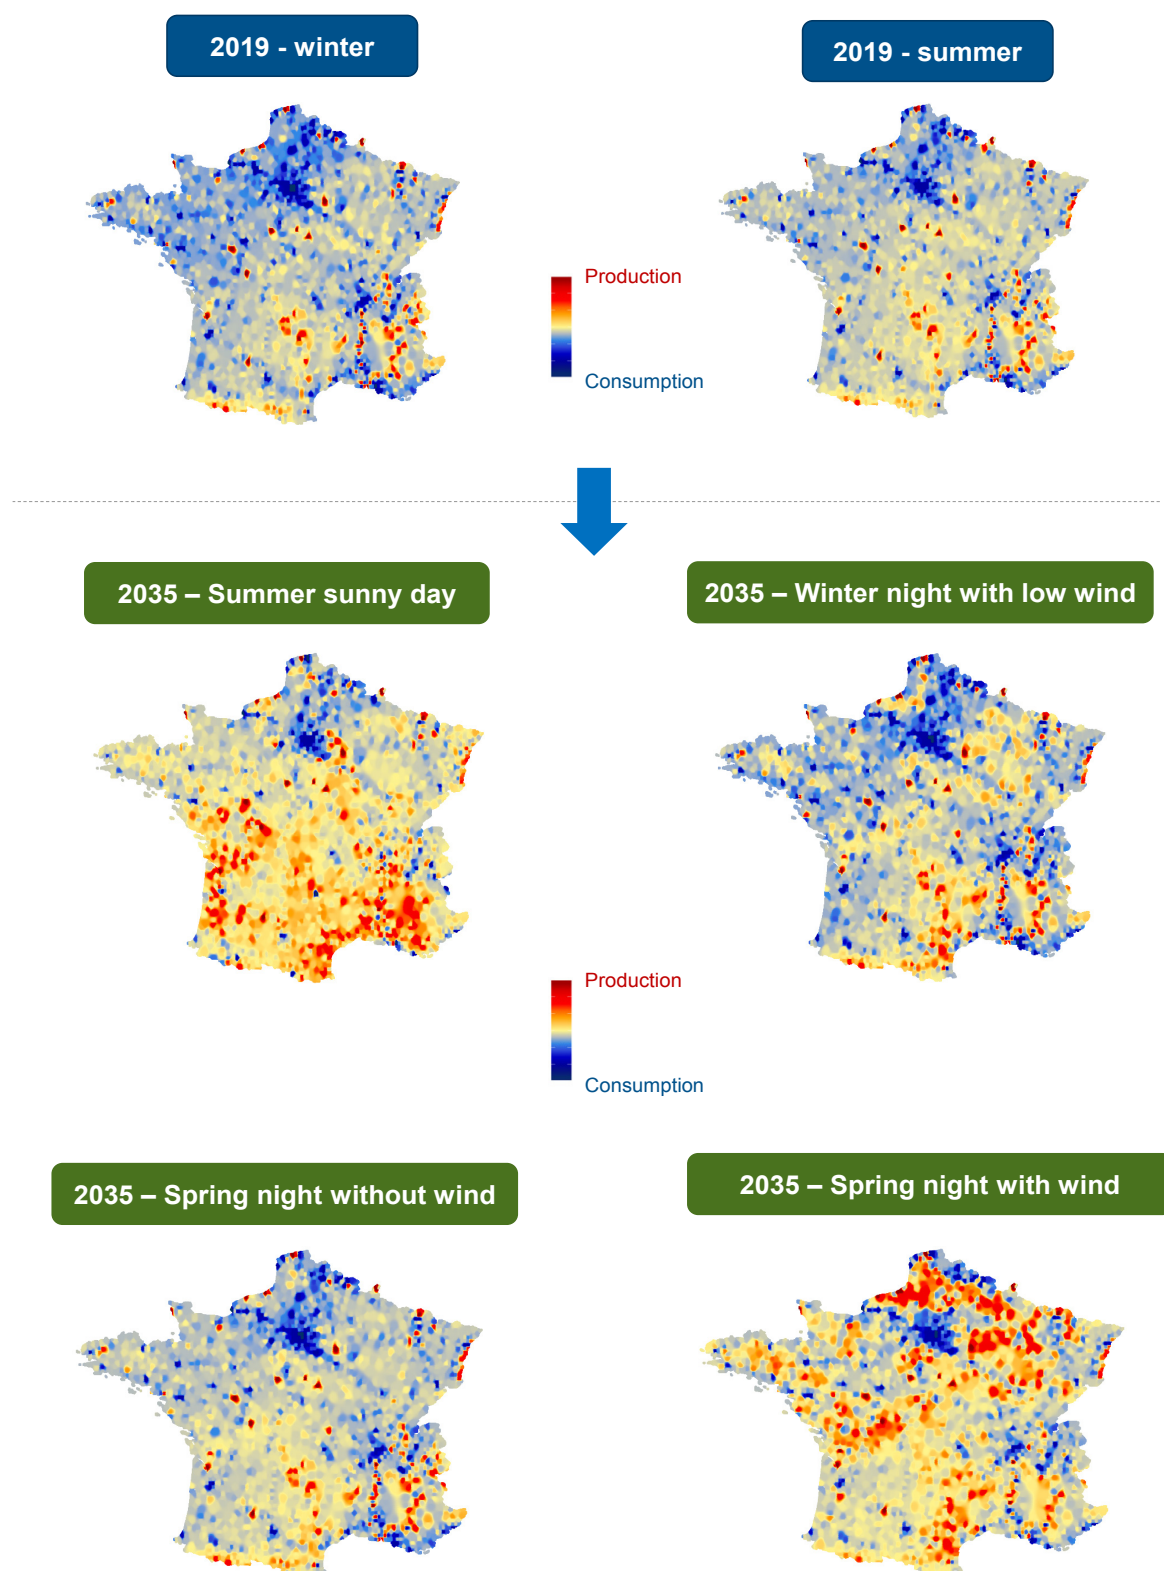 2019 - winter
2019 - summer
Production
Consumption
2035 – Summer sunny day
2035 – Winter night with low wind
Production
Consumption
2035 – Spring night without wind
2035 – Spring night with wind